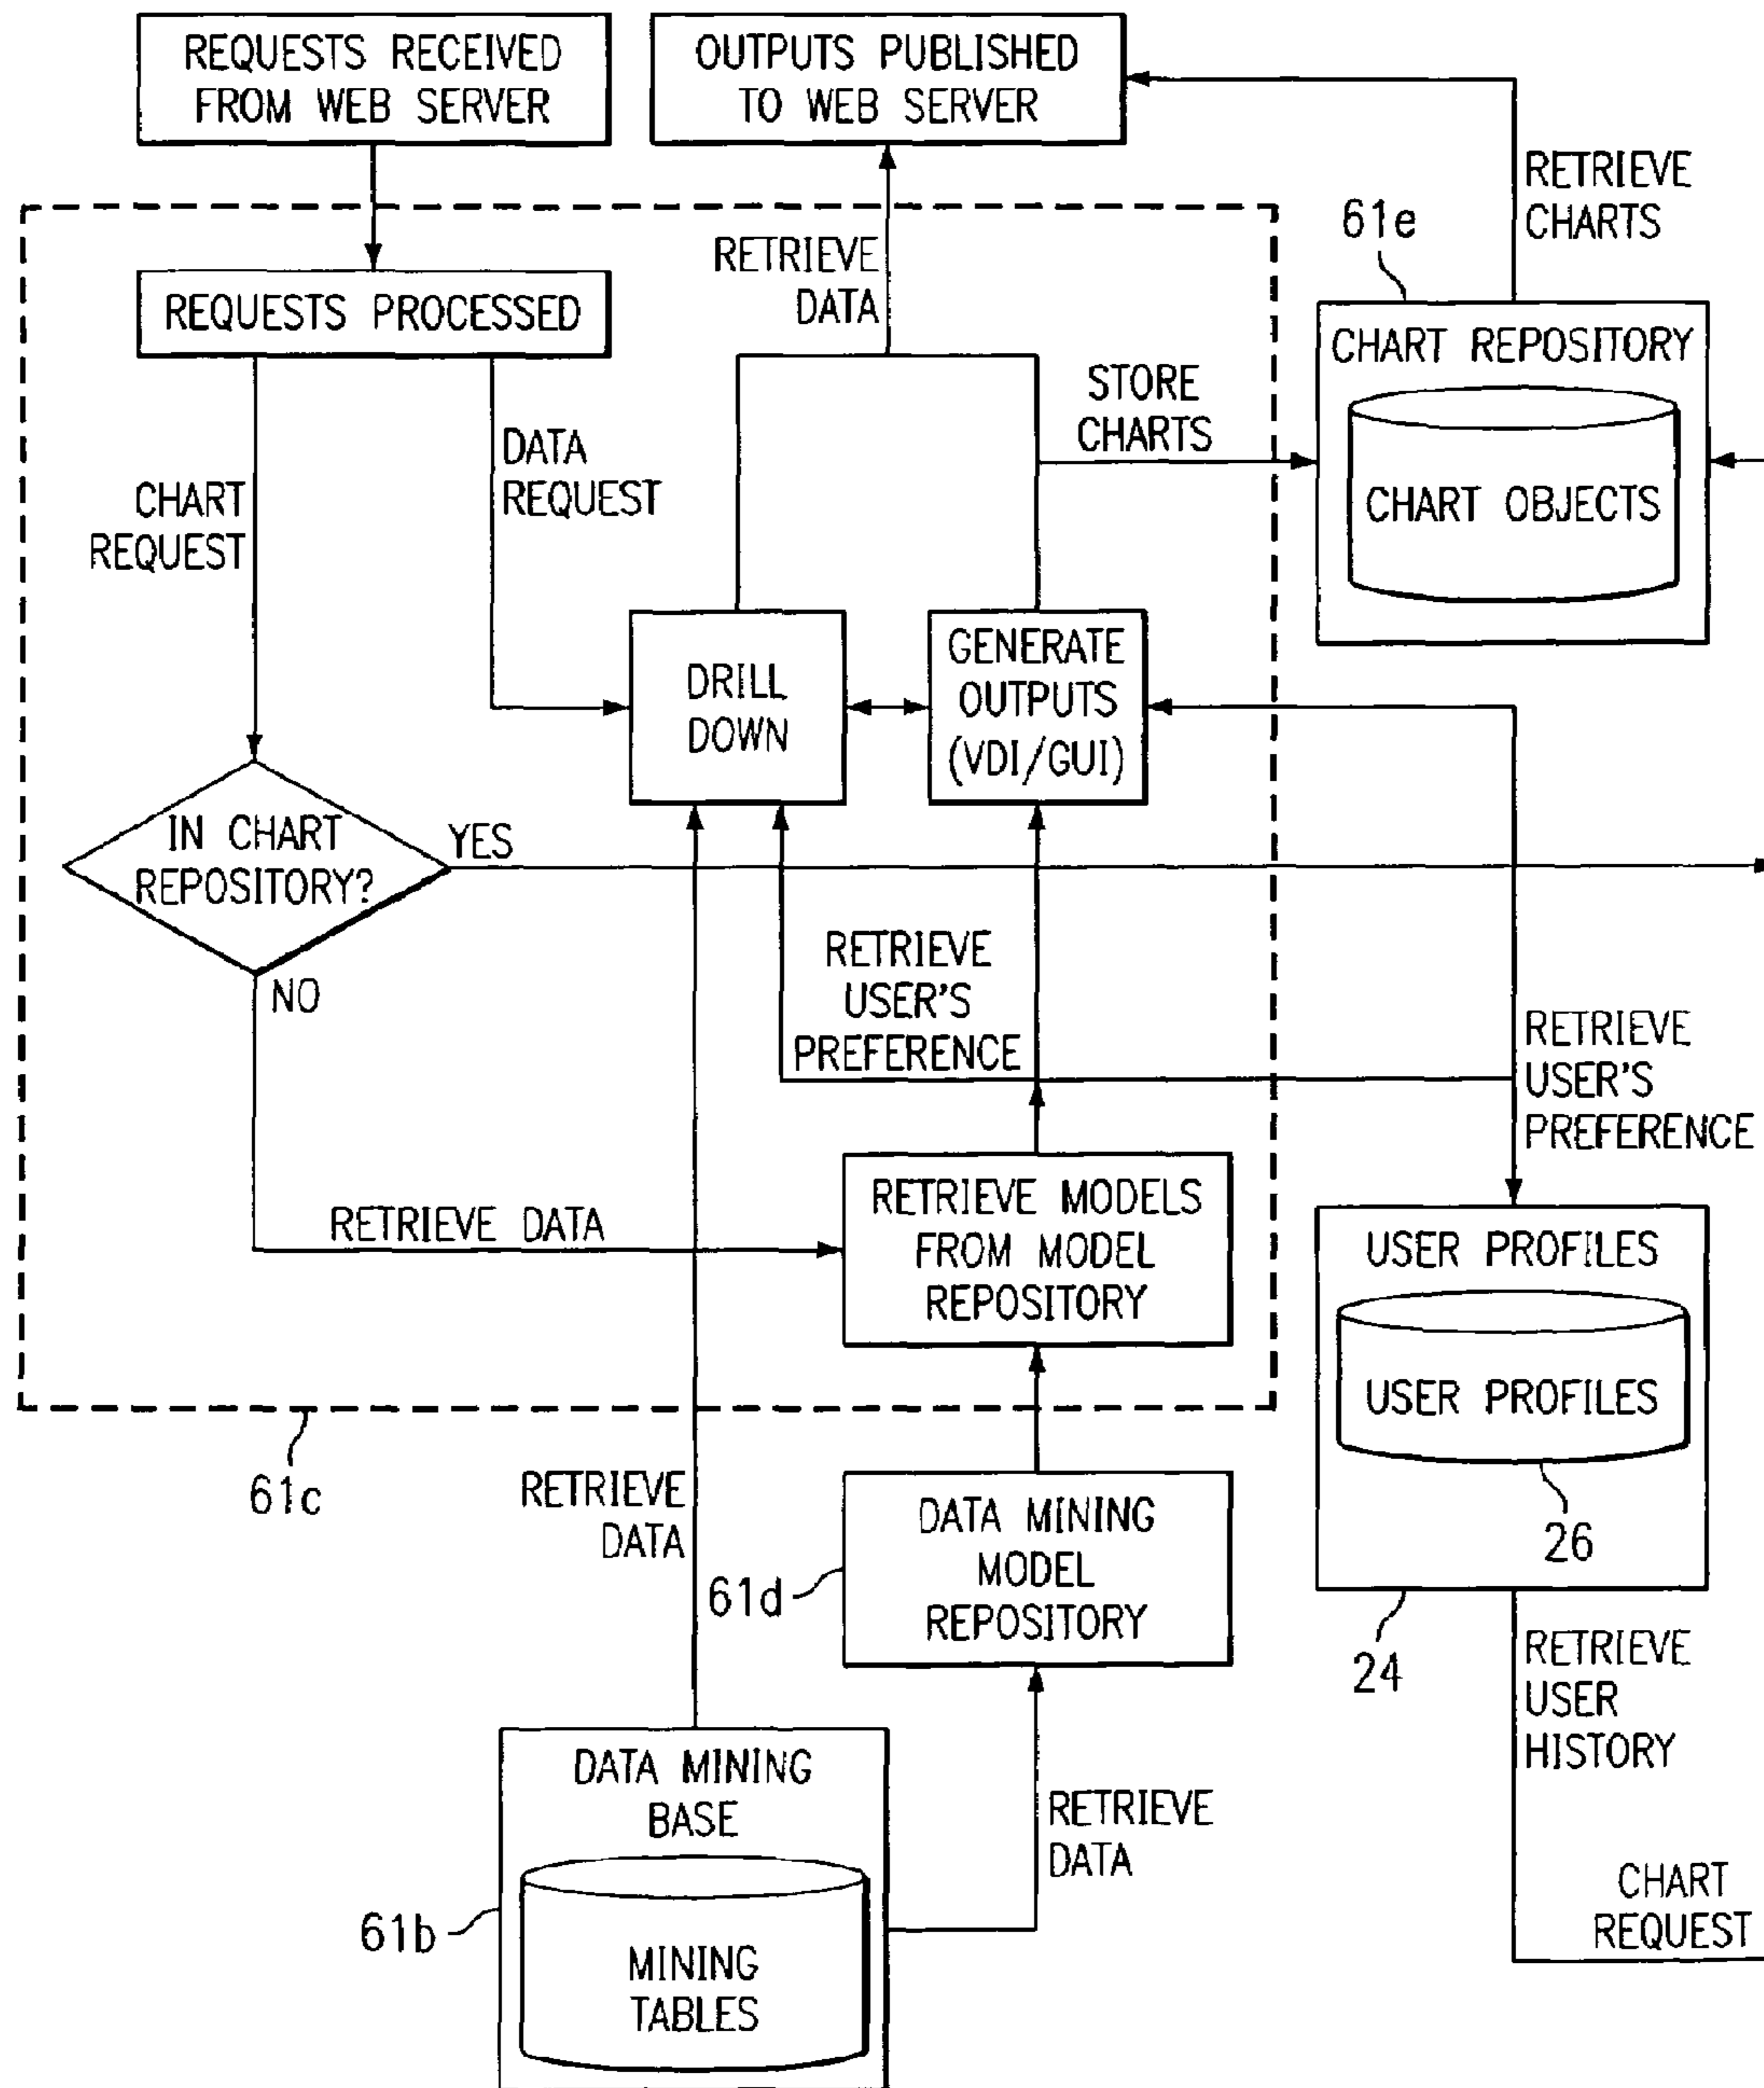 REQUESTS RECEIVED
FROM WEB SERVER
OUTPUTS PUBLISHED
TO WEB SERVER
RETRIEVE
CHARTS
61e
RETRIEVE
DATA
REQUESTS PROCESSED
CHART REPOSITORY
CHART OBJECTS
STORE
CHARTS
DATA
REQUEST
CHART
REQUEST
DRILL
DOWN
GENERATE
OUTPUTS
(VDI/GUI)
IN CHART
REPOSITORY?
YES
NO
RETRIEVE
USER'S
PREFERENCE
RETRIEVE
USER'S
PREFERENCE
RETRIEVE DATA
RETRIEVE MODELS
FROM MODEL
REPOSITORY
USER PROFILES
USER PROFILES
26
24
61c
RETRIEVE
DATA
61d
DATA MINING
MODEL
REPOSITORY
RETRIEVE
USER
HISTORY
DATA MINING
BASE
61b
MINING
TABLES
RETRIEVE
DATA
CHART
REQUEST